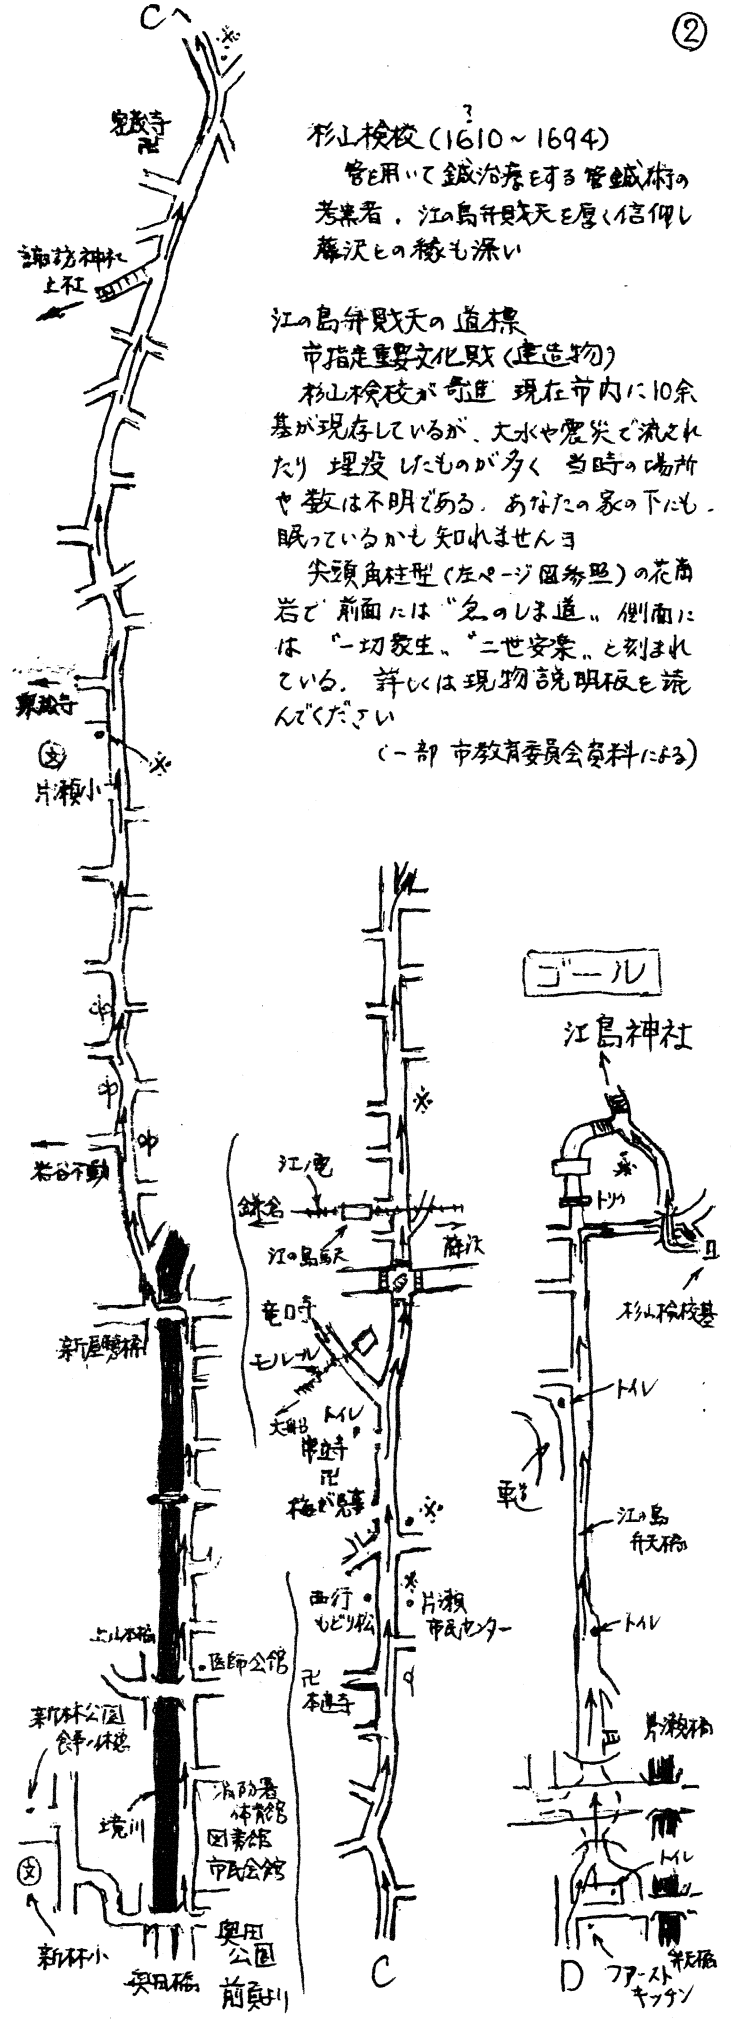 ②
Cへ
密蔵寺
卍
諏訪神社
上社
杉山検校(1610?～1694)
管を用いて鍼治療をする管鍼術の
考案者。江の島弁財天を厚く信仰し
藤沢との縁も深い
江の島弁財天の道標
市指定重要文化財(建造物)
杉山検校が寄進 現在市内に10余
基が現存しているが、大水や震災で流され
たり 埋没したものが多く 当時の場所
や数は不明である。あなたの家の下にも、
眠っているかも知れませんヨ
尖頭角柱型(左ページ図参照)の花崗
岩で 前面には〝ゑのしま道〟側面に
は〝一切衆生〟〝二世安楽〟と刻まれ
ている。詳しくは現物説明板を読
んでください
(一部 市教育委員会資料による)
文
片瀬小
岩谷不動
新屋敷橋
上山本橋
医師公館
新林公園
食事・休憩
境川
消防署
体育館
図書館
市民会館
文
新林小
奥田橋
奥田
公園
前頁より
江ノ電
鎌倉
藤沢
江の島駅
竜口寺
モノレール
大船
トイレ
常立寺
卍
梅が見事
西行
もどり松
片瀬
市民センター
卍
本蓮寺
C
ゴール
江島神社
トリイ
杉山検校墓
トイレ
車道
江の島
弁天橋
トイレ
片瀬橋
トイレ
弁天橋
ファースト
キッチン
D